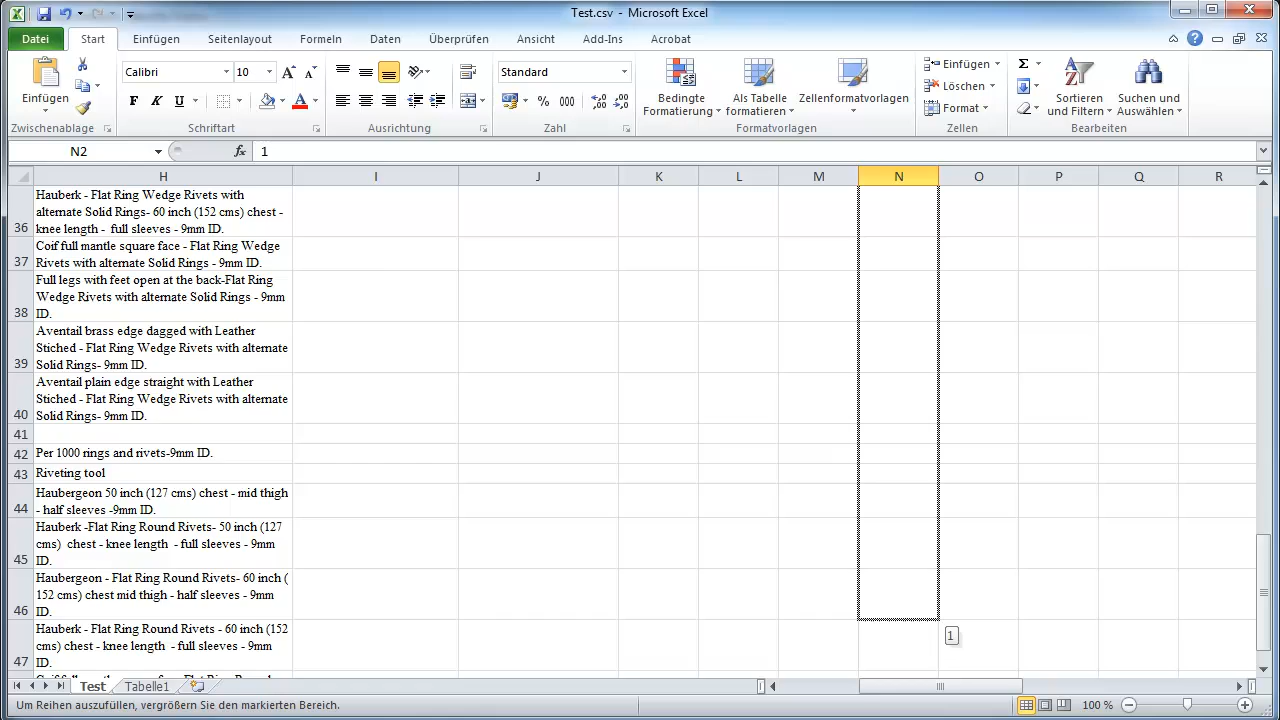 Test.csv - Microsoft Excel
Datei Start Einfügen Seitenlayout Formeln Daten Überprüfen Ansicht Add-Ins Acrobat
Einfügen
Zwischenablage
Calibri 10
F K U
Schriftart
Ausrichtung
Standard
% 000
Zahl
Bedingte
Formatierung
Als Tabelle
formatieren
Zellenformatvorlagen
Formatvorlagen
Einfügen
Löschen
Format
Zellen
Sortieren
und Filtern
Suchen und
Auswählen
Bearbeiten
N2 fx 1
H I J K L M N O P Q R
Hauberk - Flat Ring Wedge Rivets with
alternate Solid Rings- 60 inch (152 cms) chest -
36 knee length - full sleeves - 9mm ID.
Coif full mantle square face - Flat Ring Wedge
37 Rivets with alternate Solid Rings - 9mm ID.
Full legs with feet open at the back-Flat Ring
Wedge Rivets with alternate Solid Rings - 9mm
38 ID.
Aventail brass edge dagged with Leather
Stiched - Flat Ring Wedge Rivets with alternate
39 Solid Rings- 9mm ID.
Aventail plain edge straight with Leather
Stiched - Flat Ring Wedge Rivets with alternate
40 Solid Rings- 9mm ID.
41
42 Per 1000 rings and rivets-9mm ID.
43 Riveting tool
Haubergeon 50 inch (127 cms) chest - mid thigh
44 - half sleeves -9mm ID.
Hauberk -Flat Ring Round Rivets- 50 inch (127
cms) chest - knee length - full sleeves - 9mm
45 ID.
Haubergeon - Flat Ring Round Rivets- 60 inch (
152 cms) chest mid thigh - half sleeves - 9mm
46 ID.
Hauberk - Flat Ring Round Rivets - 60 inch (152
cms) chest - knee length - full sleeves - 9mm
47 ID.
1
Test Tabelle1
Um Reihen auszufüllen, vergrößern Sie den markierten Bereich.
100 %